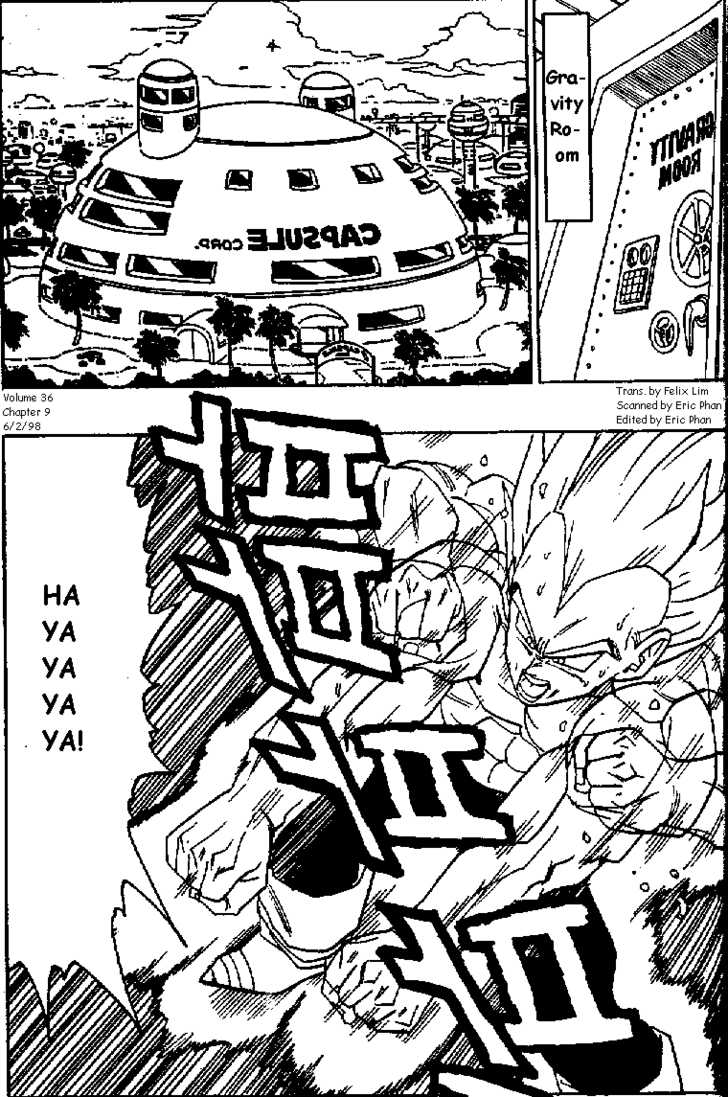 CAPSULE CORP.
Gra-
vity
Ro-
om
GRAVITY
ROOM
Volume 36
Chapter 9
6/2/98
Trans. by Felix Lim
Scanned by Eric Phan
Edited by Eric Phan
HA
YA
YA
YA
YA!